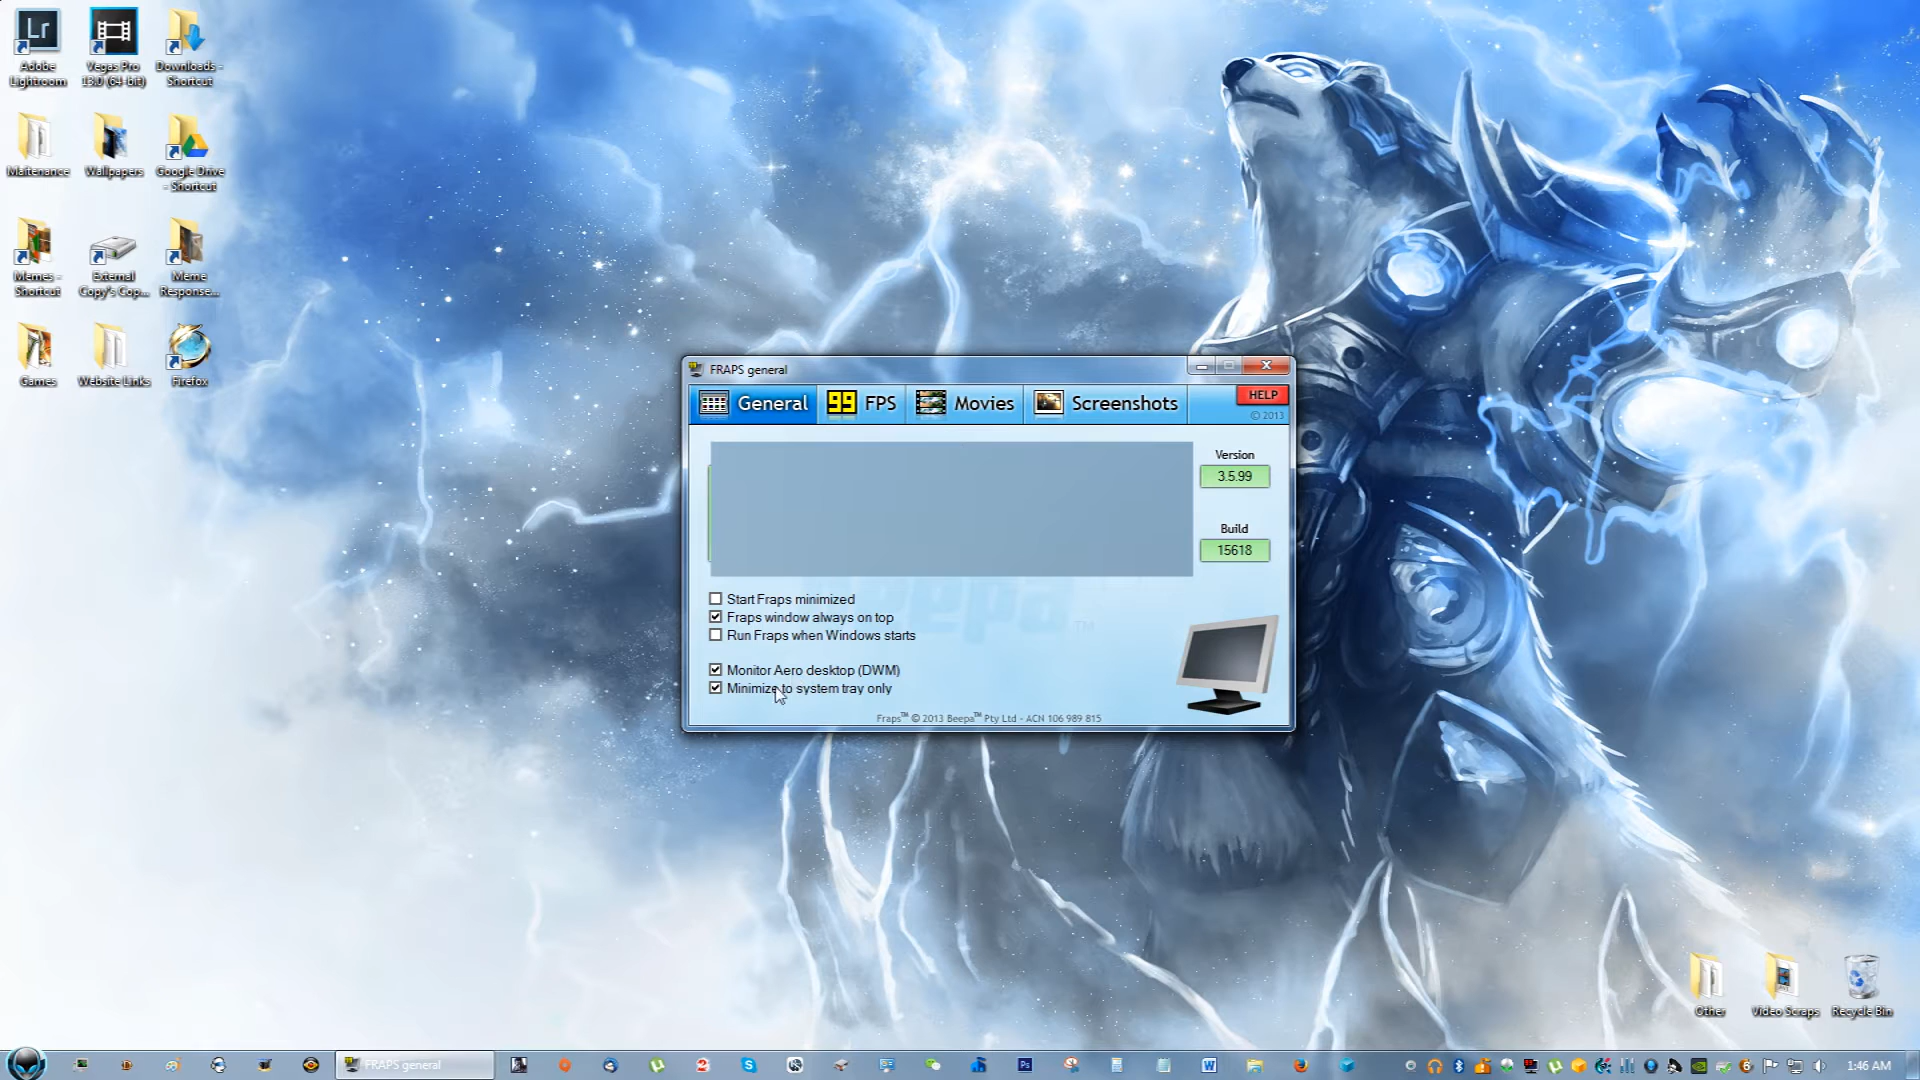 Lr
Adobe
Lightroom
Vegas Pro
13.0 (64-bit)
Downloads -
Shortcut
Maitenance
Wallpapers
Google Drive
- Shortcut
Memes -
Shortcut
External
Copy's Cop...
Meme
Response...
Games
Website Links
Firefox
FRAPS general
General
99 FPS
Movies
Screenshots
HELP
© 2013
Version
3.5.99
Build
15618
Start Fraps minimized
Fraps window always on top
Run Fraps when Windows starts
Monitor Aero desktop (DWM)
Minimize to system tray only
beepa™
Fraps™ © 2013 Beepa™ Pty Ltd - ACN 106 989 815
Other
Video Scraps
Recycle Bin
FRAPS general
Ps
W
1:46 AM